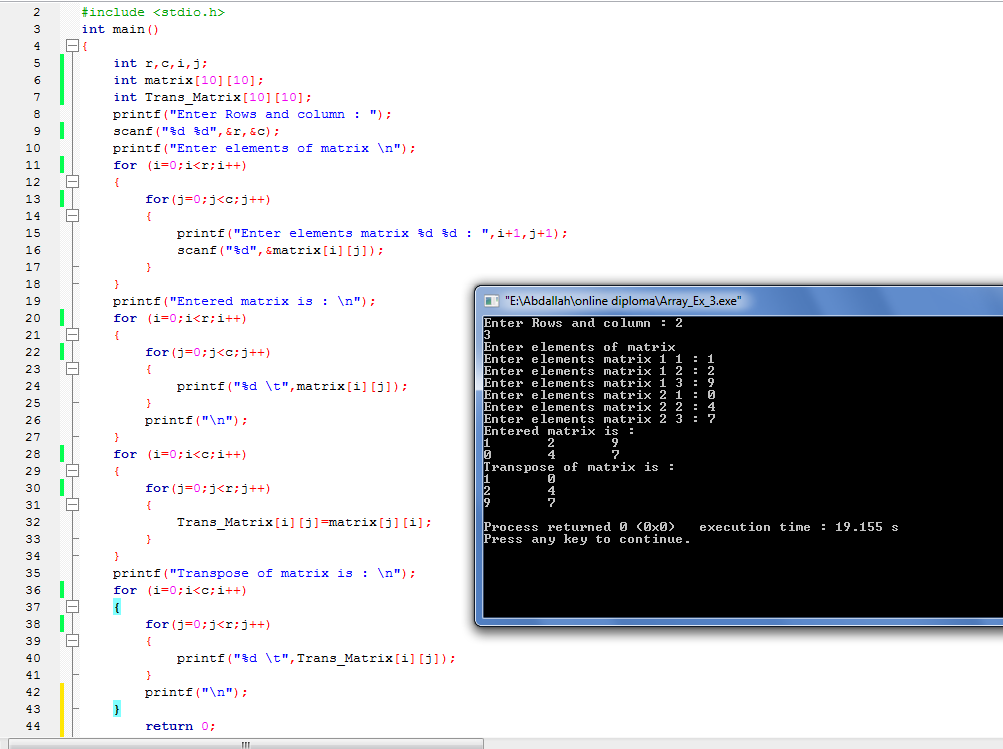 2 #include <stdio.h>
3 int main()
4 {
5 int r,c,i,j;
6 int matrix[10][10];
7 int Trans_Matrix[10][10];
8 printf("Enter Rows and column : ");
9 scanf("%d %d",&r,&c);
10 printf("Enter elements of matrix \n");
11 for (i=0;i<r;i++)
12 {
13 for(j=0;j<c;j++)
14 {
15 printf("Enter elements matrix %d %d : ",i+1,j+1);
16 scanf("%d",&matrix[i][j]);
17 }
18 }
19 printf("Entered matrix is : \n");
20 for (i=0;i<r;i++)
21 {
22 for(j=0;j<c;j++)
23 {
24 printf("%d \t",matrix[i][j]);
25 }
26 printf("\n");
27 }
28 for (i=0;i<c;i++)
29 {
30 for(j=0;j<r;j++)
31 {
32 Trans_Matrix[i][j]=matrix[j][i];
33 }
34 }
35 printf("Transpose of matrix is : \n");
36 for (i=0;i<c;i++)
37 {
38 for(j=0;j<r;j++)
39 {
40 printf("%d \t",Trans_Matrix[i][j]);
41 }
42 printf("\n");
43 }
44 return 0;
"E:\Abdallah\online diploma\Array_Ex_3.exe"
Enter Rows and column : 2
3
Enter elements of matrix
Enter elements matrix 1 1 : 1
Enter elements matrix 1 2 : 2
Enter elements matrix 1 3 : 9
Enter elements matrix 2 1 : 0
Enter elements matrix 2 2 : 4
Enter elements matrix 2 3 : 7
Entered matrix is :
1 2 9
0 4 7
Transpose of matrix is :
1 0
2 4
9 7
Process returned 0 (0x0) execution time : 19.155 s
Press any key to continue.